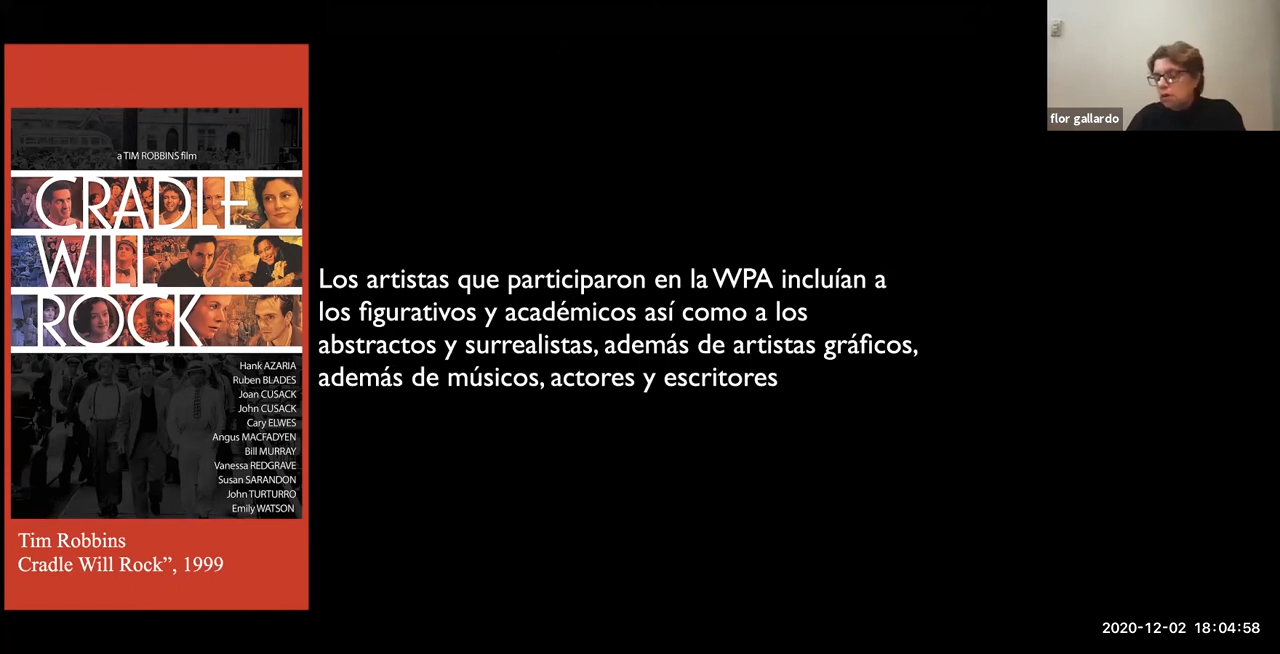 flor gallardo
a TIM ROBBINS film
CRADLE
WILL
ROCK
Hank AZARIA
Ruben BLADES
Joan CUSACK
John CUSACK
Cary ELWES
Angus MACFADYEN
Bill MURRAY
Vanessa REDGRAVE
Susan SARANDON
John TURTURRO
Emily WATSON
Tim Robbins
Cradle Will Rock”, 1999
Los artistas que participaron en la WPA incluían a
los figurativos y académicos así como a los
abstractos y surrealistas, además de artistas gráficos,
además de músicos, actores y escritores
2020-12-02 18:04:58